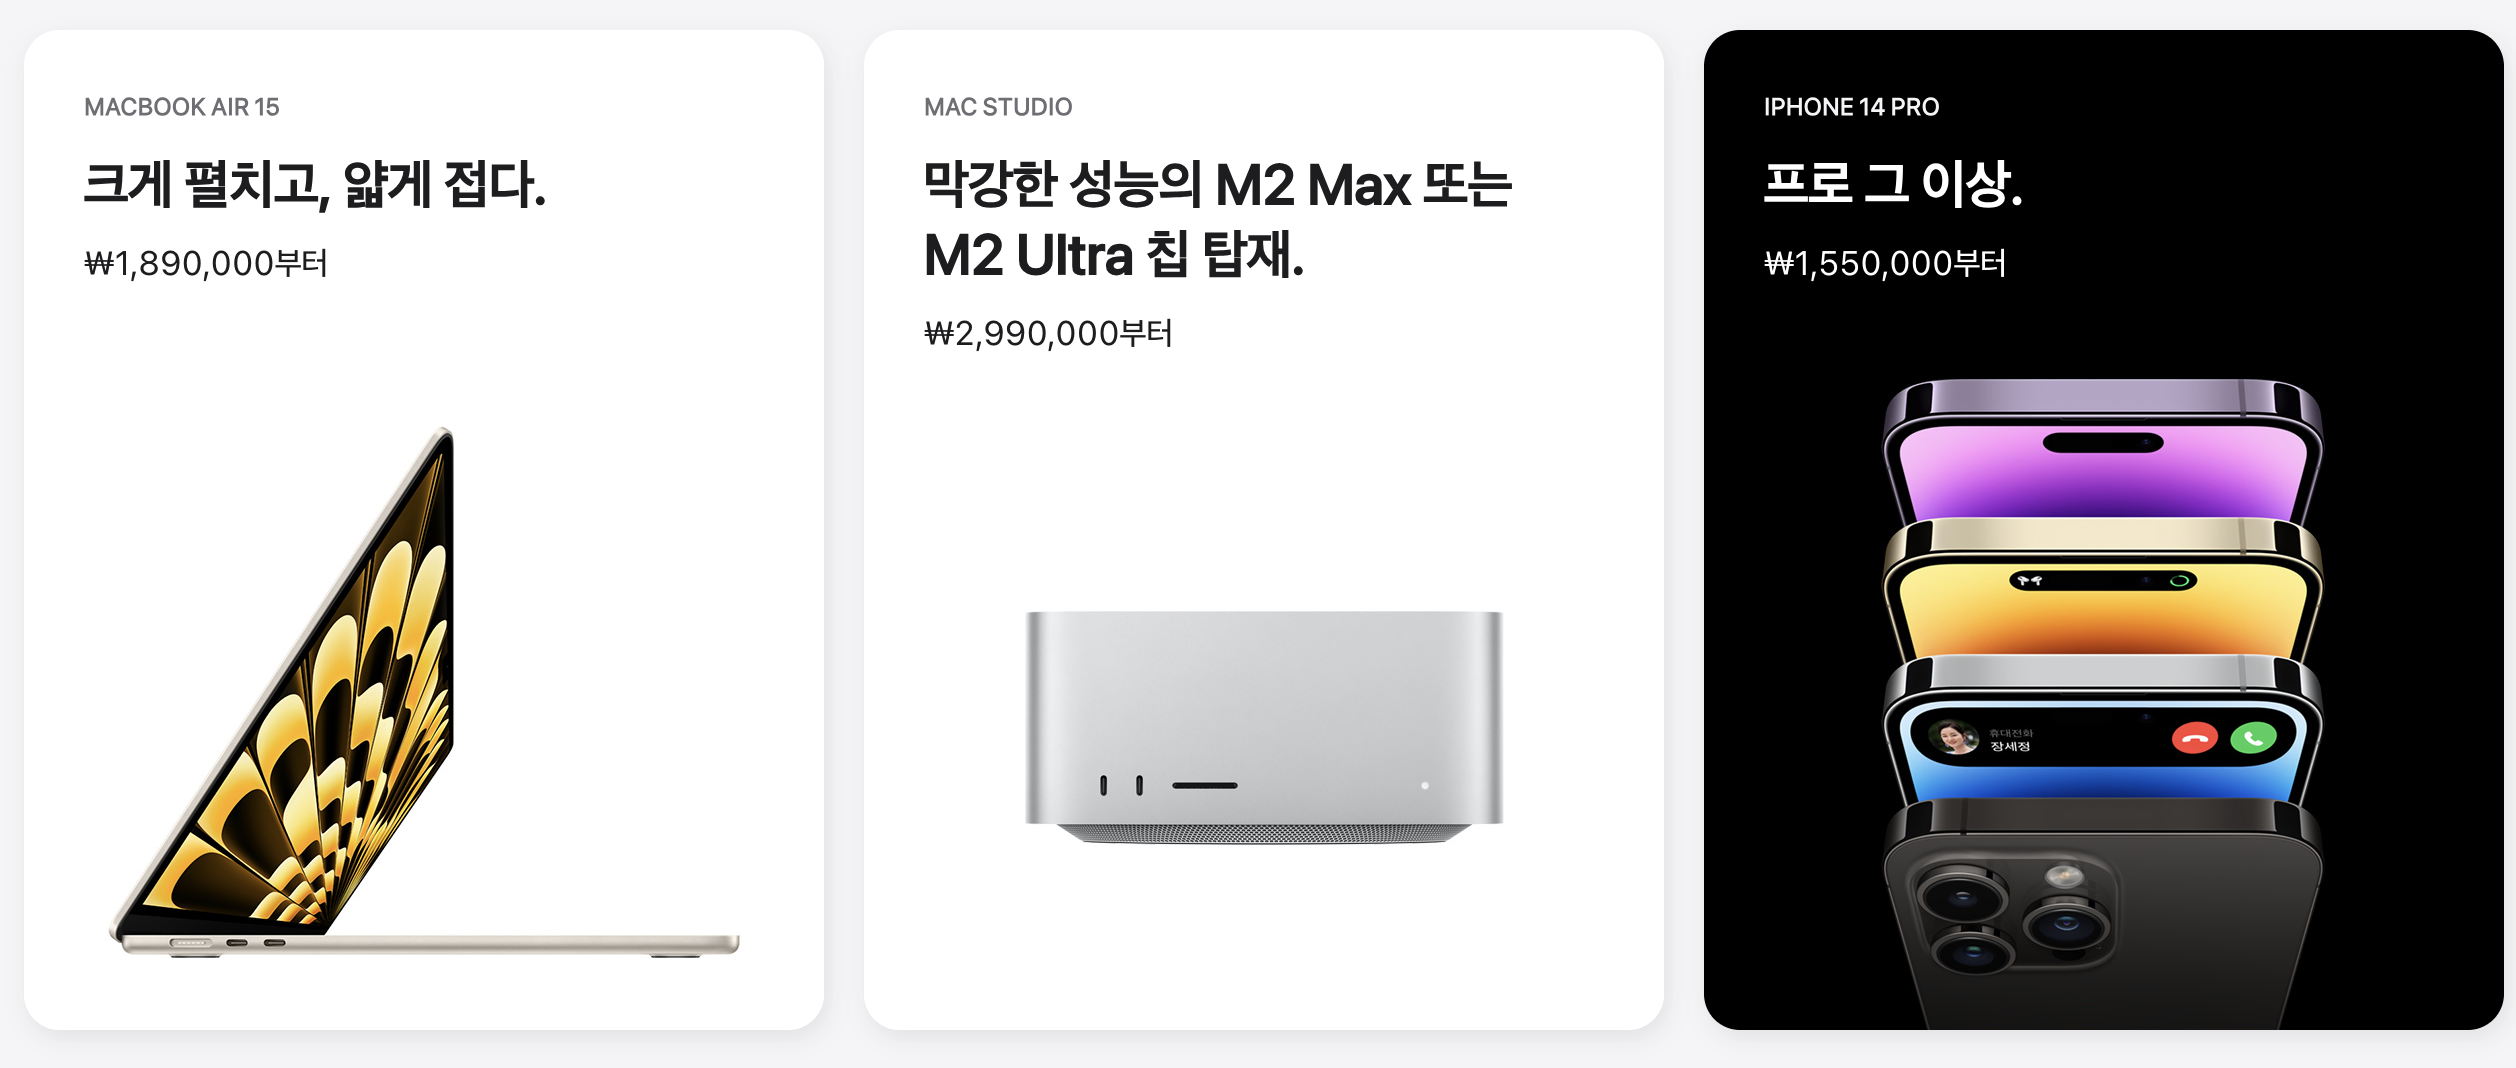 MACBOOK AIR 15
크게 펼치고, 얇게 접다.
₩1,890,000부터
MAC STUDIO
막강한 성능의 M2 Max 또는
M2 Ultra 칩 탑재.
₩2,990,000부터
IPHONE 14 PRO
프로 그 이상.
₩1,550,000부터
휴대전화
장세정